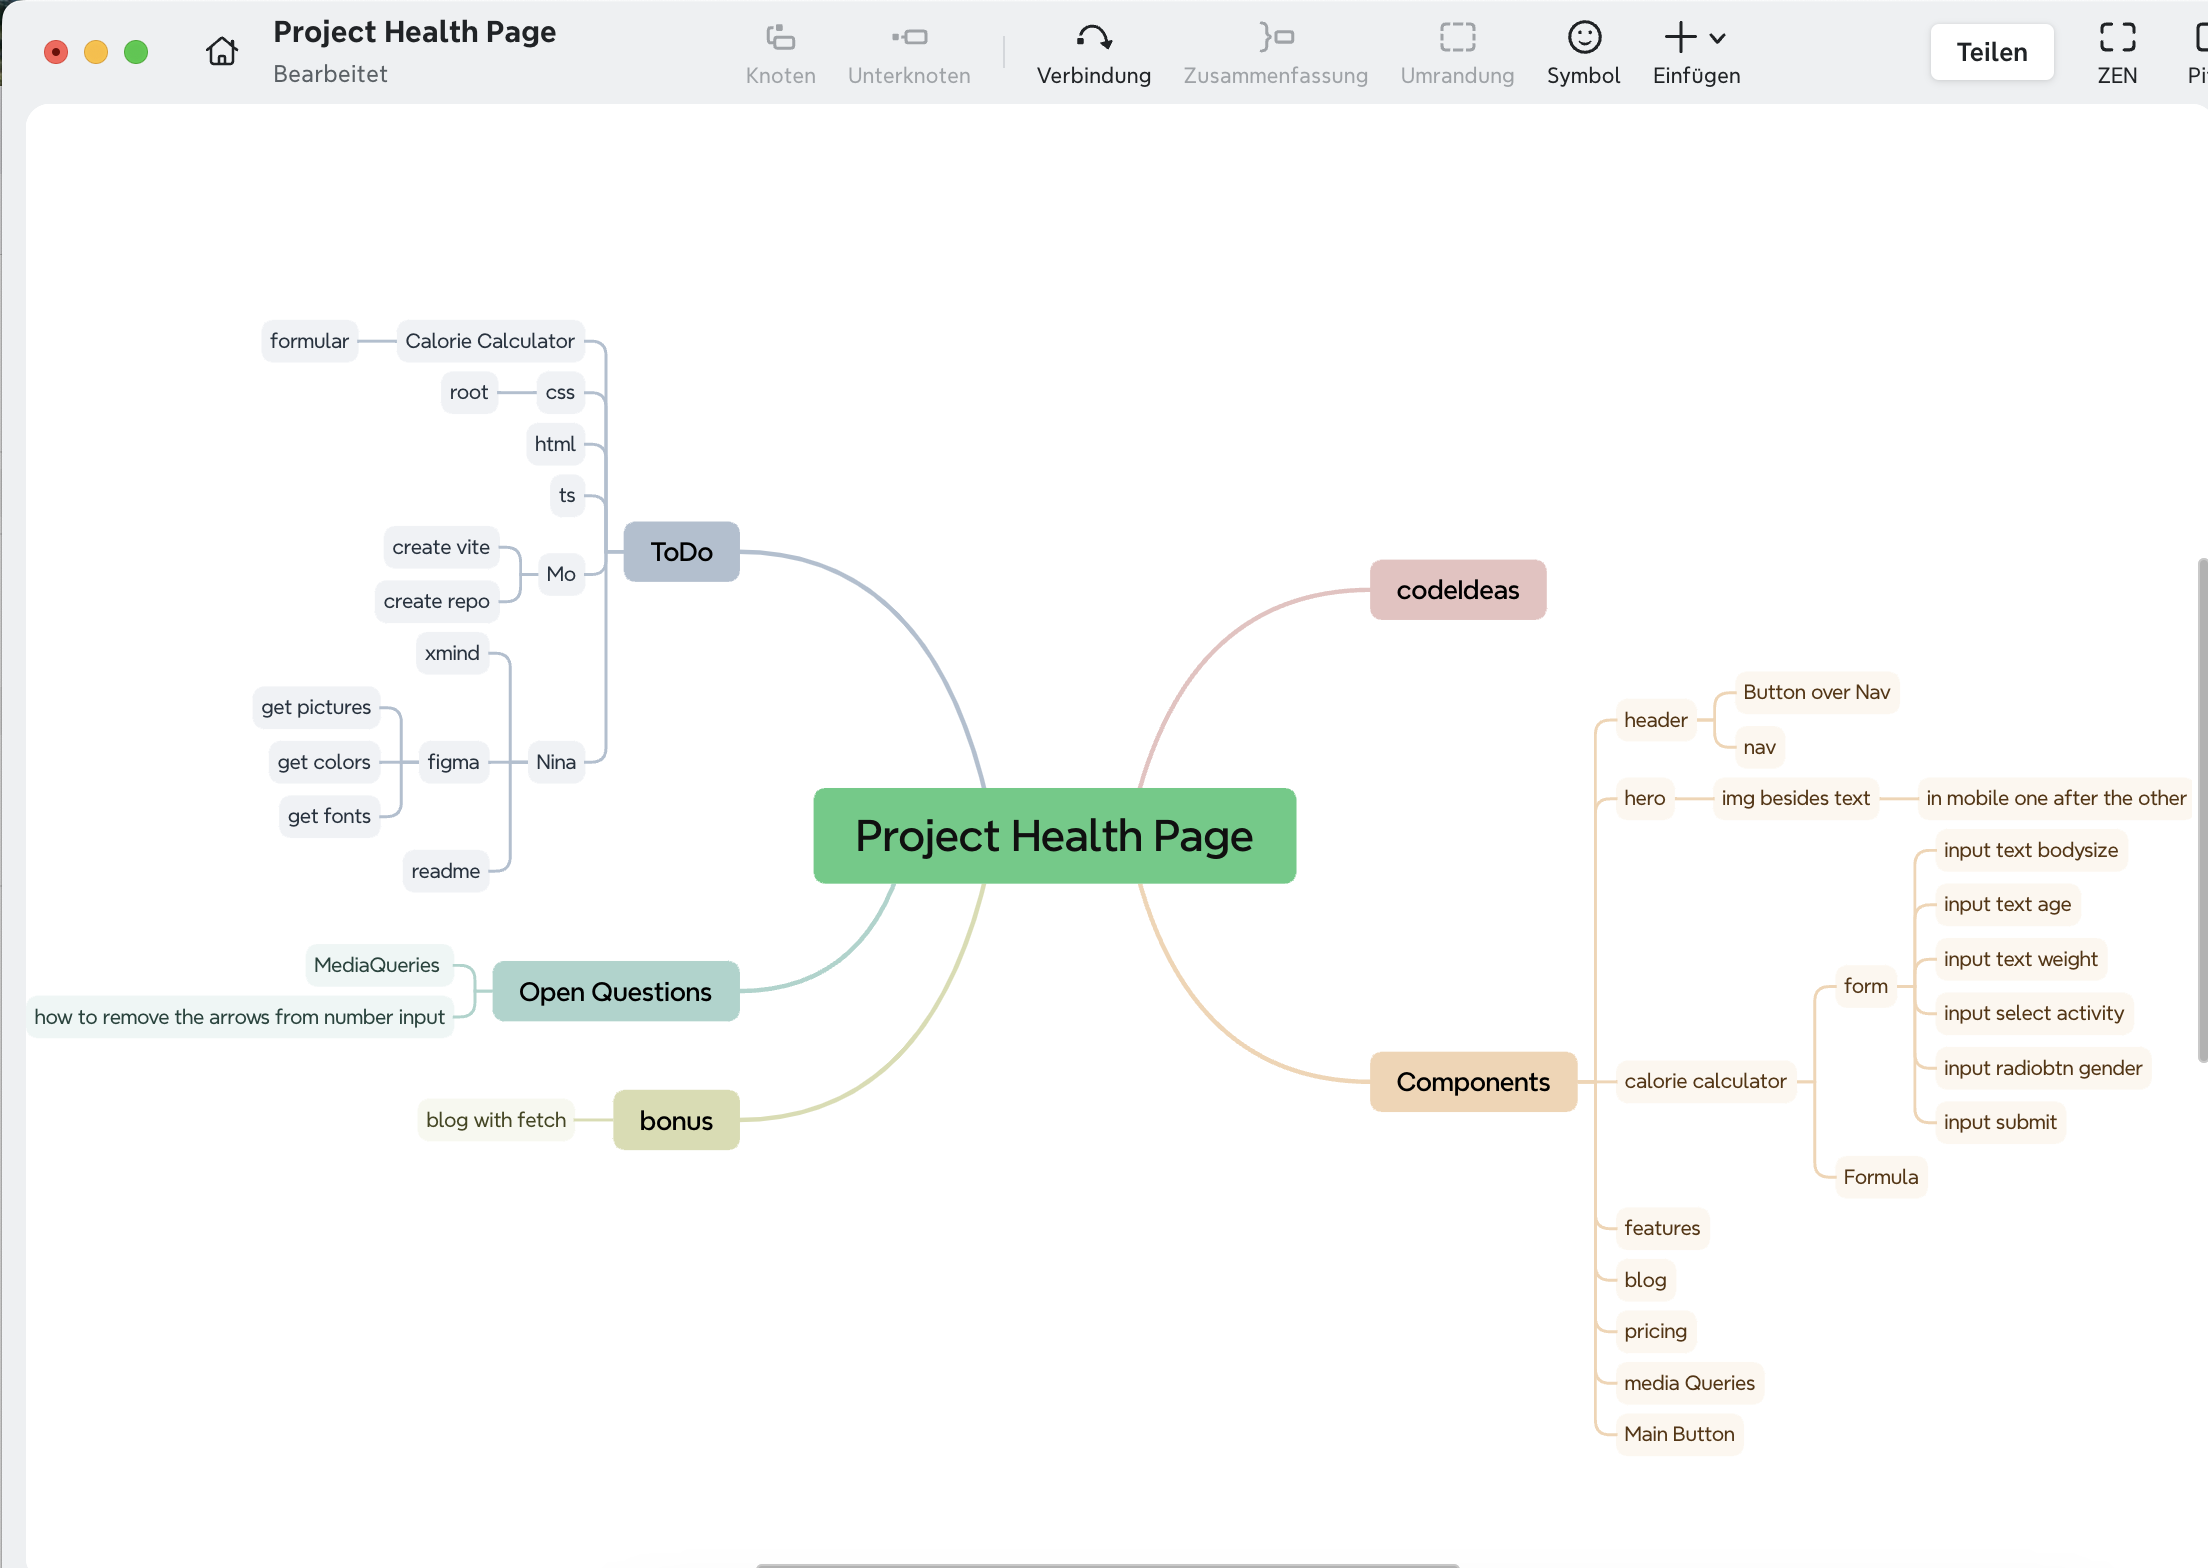 Project Health Page
Bearbeitet
Knoten
Unterknoten
Verbindung
Zusammenfassung
Umrandung
Symbol
Einfügen
Teilen
ZEN
formular
Calorie Calculator
root
css
html
ts
create vite
create repo
Mo
xmind
get pictures
get colors
get fonts
figma
readme
Nina
ToDo
codeIdeas
Project Health Page
MediaQueries
how to remove the arrows from number input
Open Questions
blog with fetch
bonus
Components
header
Button over Nav
nav
hero
img besides text
in mobile one after the other
calorie calculator
form
input text bodysize
input text age
input text weight
input select activity
input radiobtn gender
input submit
Formula
features
blog
pricing
media Queries
Main Button